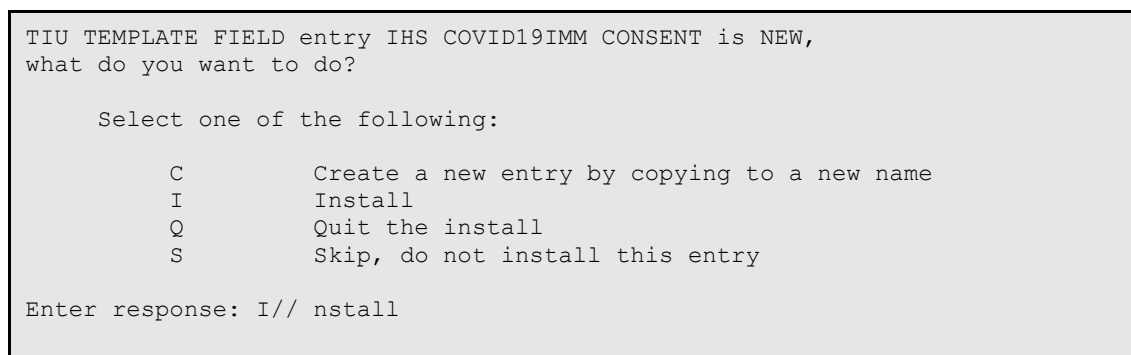 TIU TEMPLATE FIELD entry IHS COVID19IMM CONSENT is NEW,
what do you want to do?
Select one of the following:
C Create a new entry by copying to a new name
I Install
Q Quit the install
S Skip, do not install this entry
Enter response: I// nstall